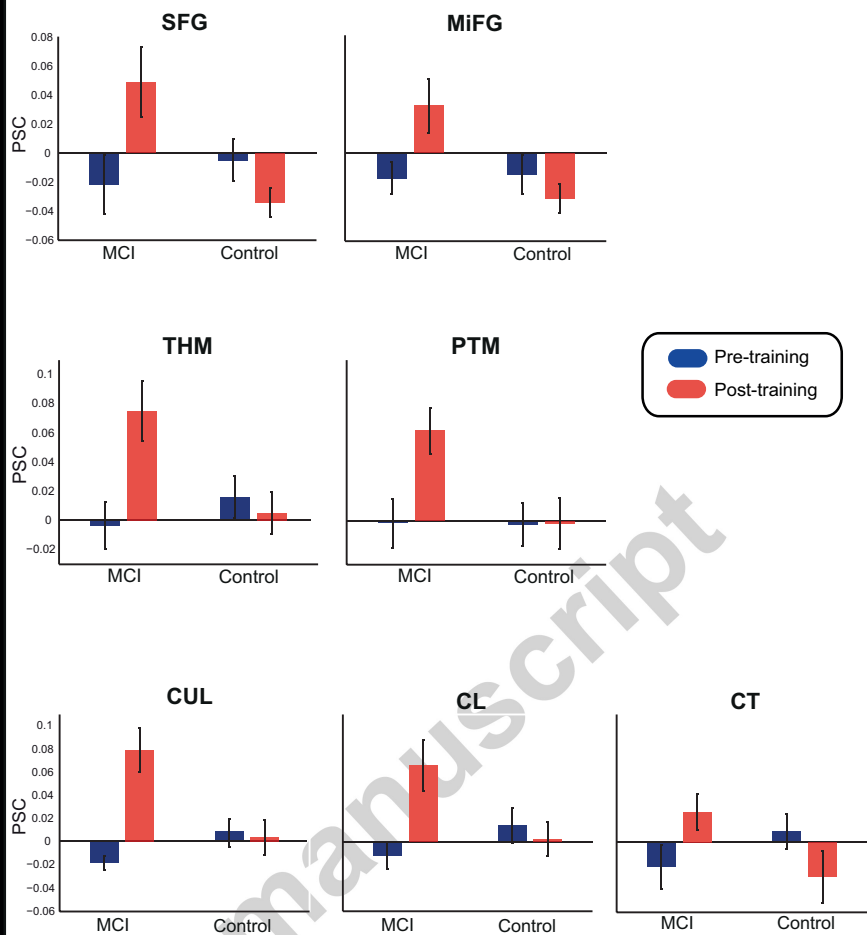 SFG MiFG
0.08
0.06
0.04
0.02
0
−0.02
−0.04
−0.06
PSC
MCI Control MCI Control
THM PTM
0.1
0.08
0.06
0.04
0.02
0
−0.02
PSC
MCI Control MCI Control
Pre-training
Post-training
CUL CL CT
0.1
0.08
0.06
0.04
0.02
0
−0.02
−0.04
−0.06
PSC
MCI Control MCI Control MCI Control
manuscript